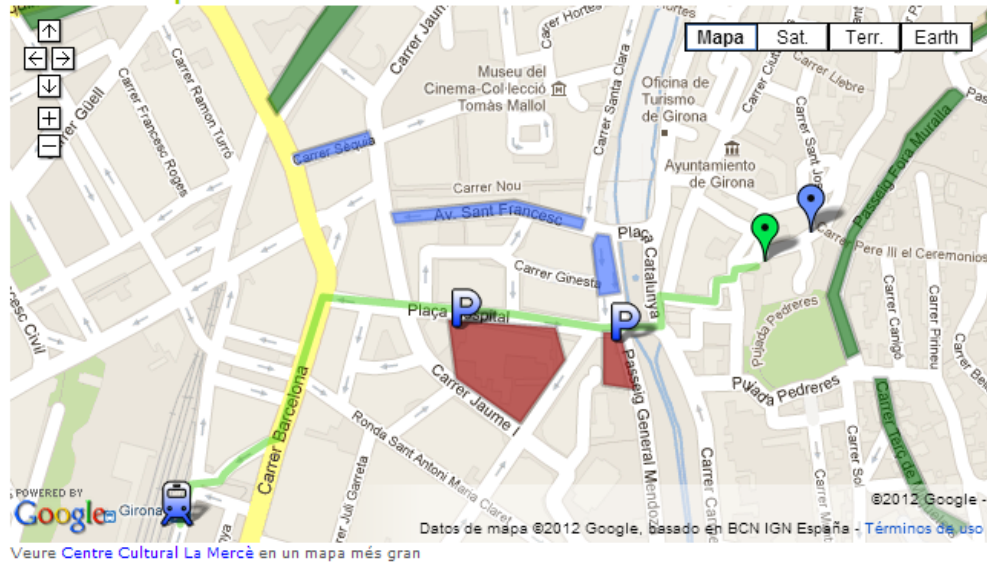 Mapa
Sat.
Terr.
Earth
Carrer Hortes
Carrer Jaume I
Carrer Santa Clara
Museu del
Cinema-Col·lecció
Tomàs Mallol
Oficina de
Turismo
de Girona
Carrer Llebre
Carrer Güell
Carrer Ramon Turró
Carrer Francesc Roges
Carrer Sèquia
Carrer Nou
Av. Sant Francesc
Ayuntamiento
de Girona
Passeig Fora Muralla
Plaça Catalunya
Carrer Pere III el Ceremonios
Carrer Ginesta
Plaça Hospital
P
P
Pujada Pedreres
Pujada Pedreres
Carrer Canigó
Carrer Pirineu
Carrer Barcelona
Carrer Jaume I
Passeig General Mendoza
Ronda Sant Antoni Maria Claret
Carrer Juli Garreta
Carrer Sol
POWERED BY
Google
Girona
©2012 Google -
Datos de mapa ©2012 Google, basado en BCN IGN España - Términos de uso
Veure Centre Cultural La Mercè en un mapa més gran